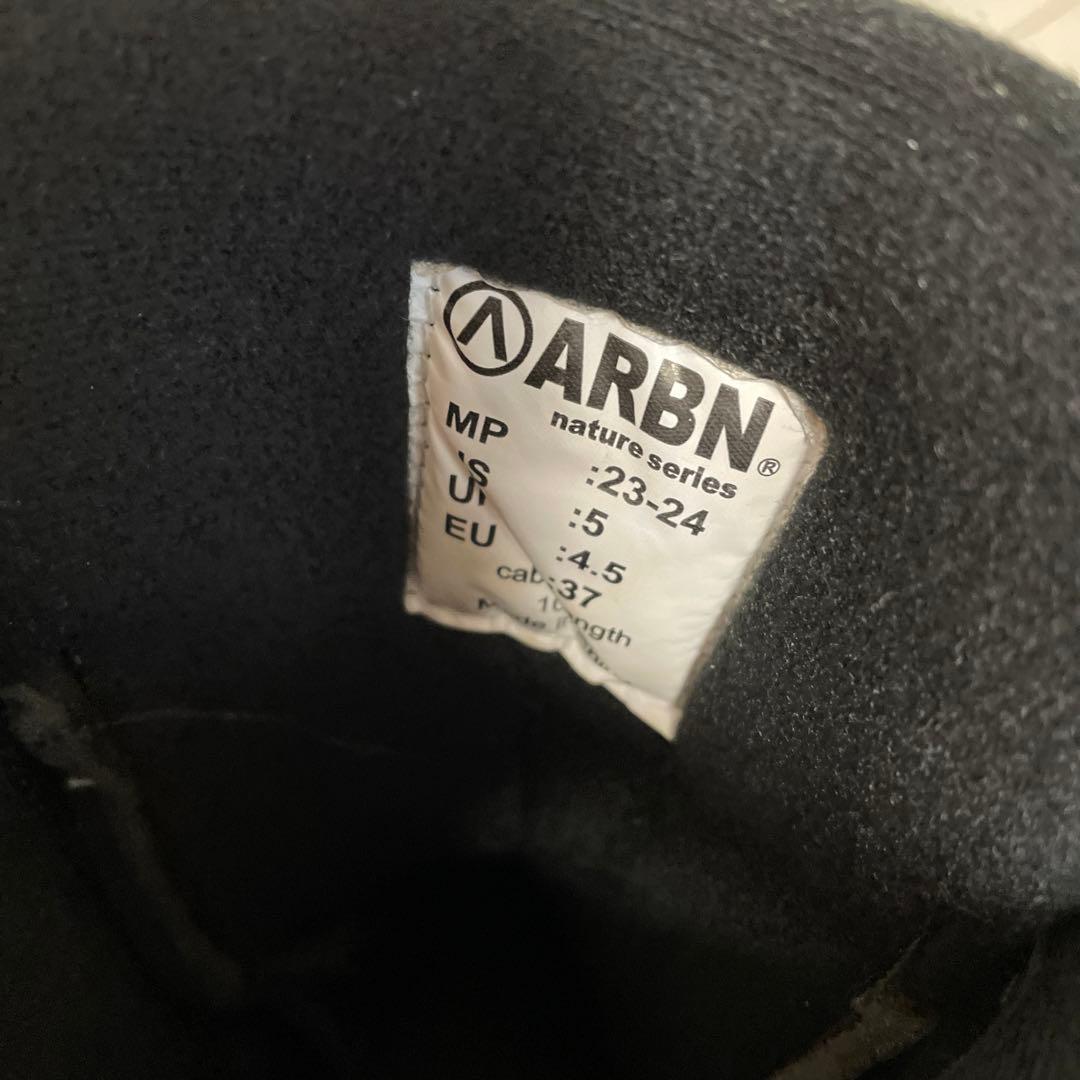 ARBN®
nature series
MP :23-24
:5
:4.5
EU :37